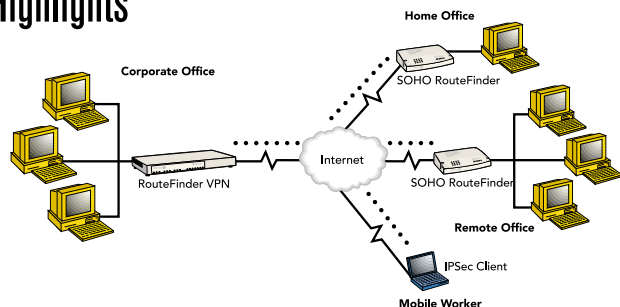 Highlights
Home Office
Corporate Office
SOHO RouteFinder
Internet
RouteFinder VPN
SOHO RouteFinder
Remote Office
IPSec Client
Mobile Worker